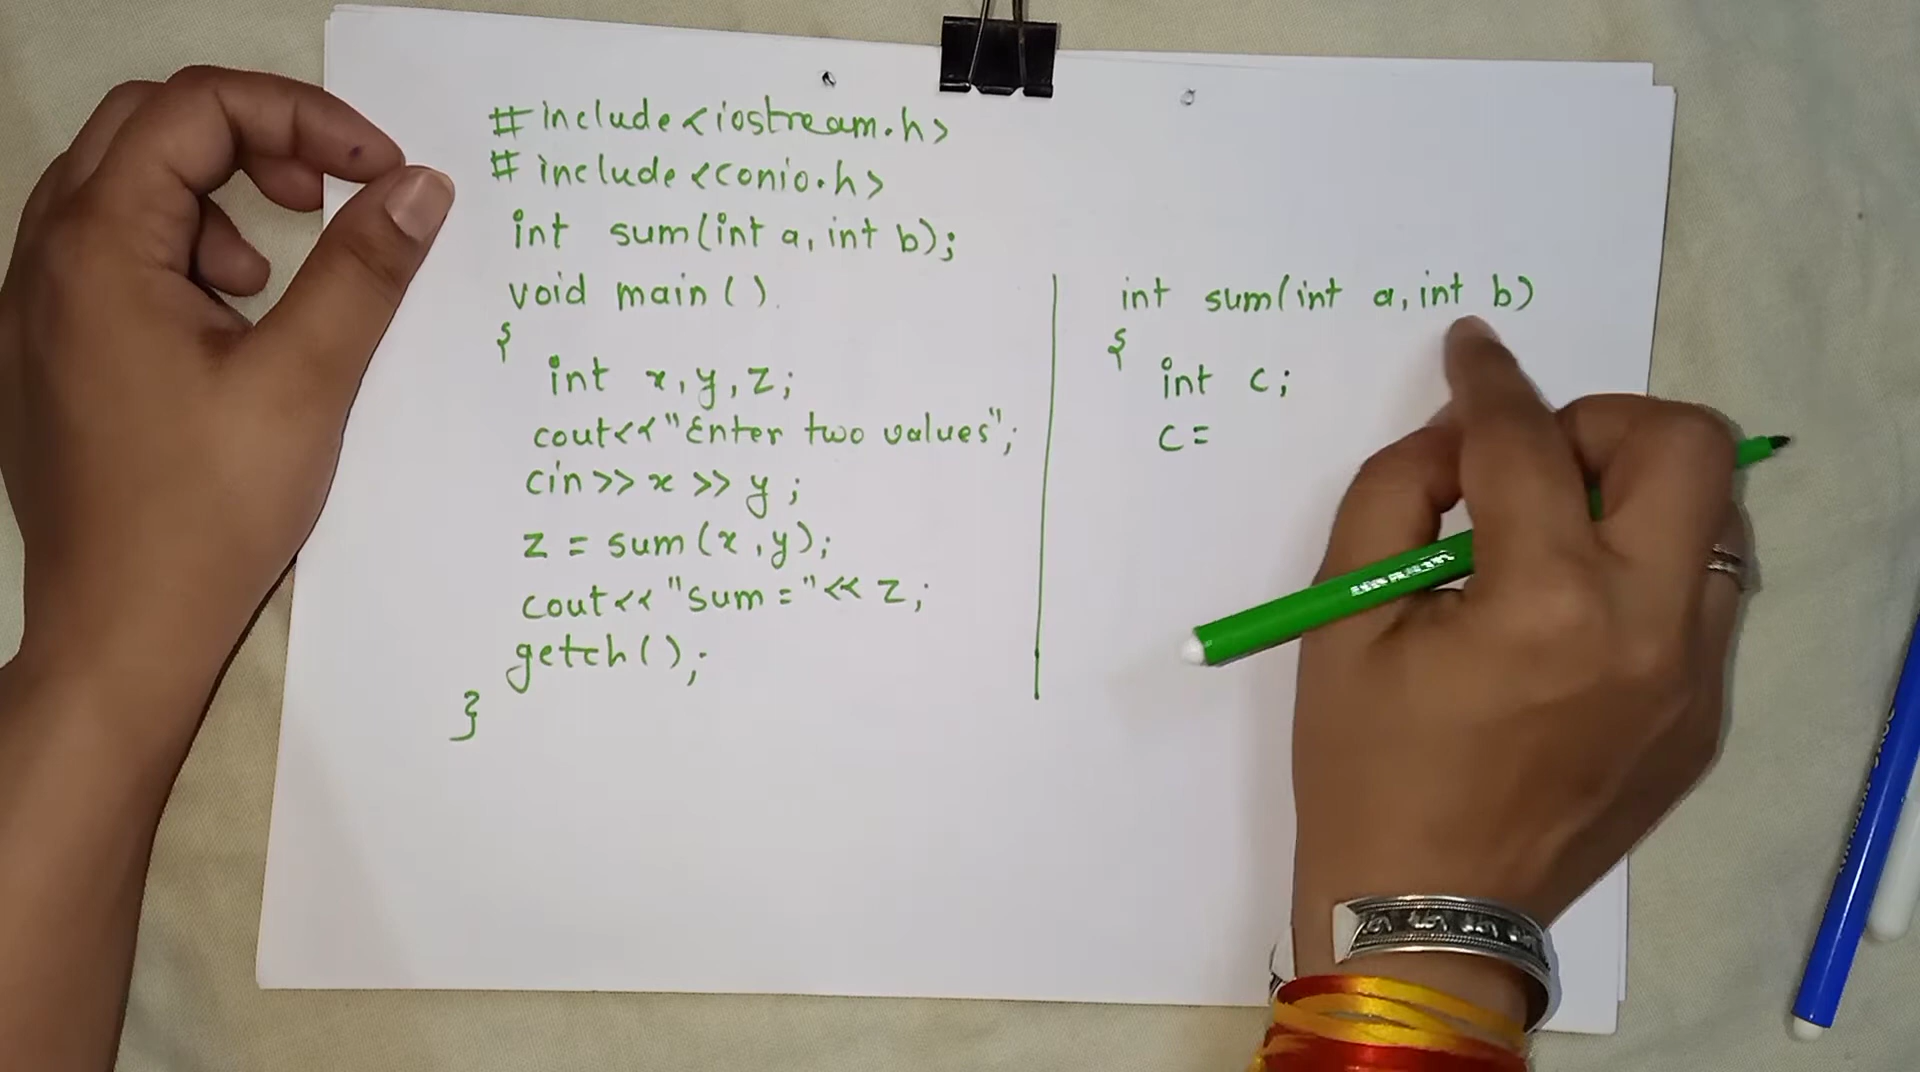 #include<iostream.h>
# include<conio.h>
int sum(int a, int b);
void main()
{
int x, y, z;
cout<<"Enter two values";
cin>>x>>y;
z = sum(x,y);
cout<<"sum="<<z;
getch();
}
int sum(int a, int b)
{
int c;
c=